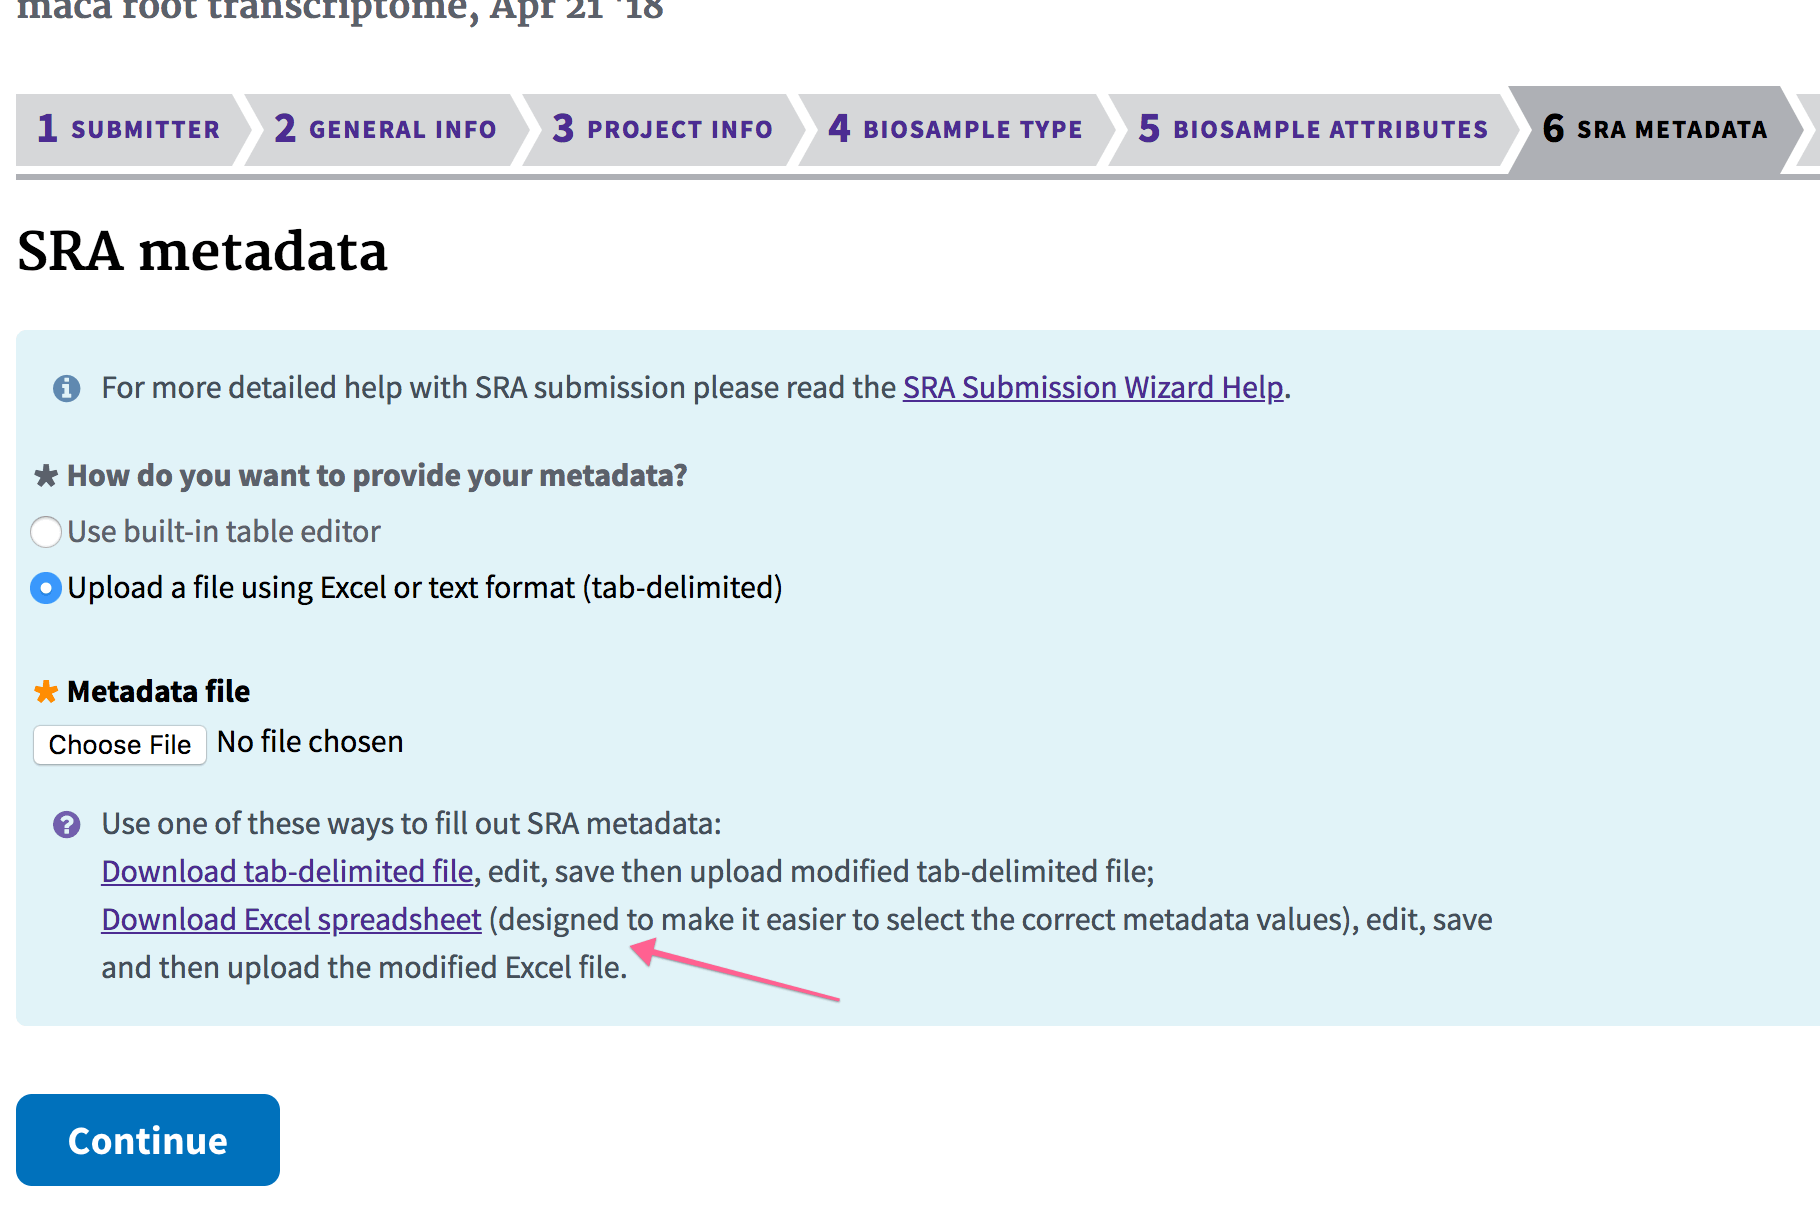 maca root transcriptome, Apr 21 '18
1 SUBMITTER 2 GENERAL INFO 3 PROJECT INFO 4 BIOSAMPLE TYPE 5 BIOSAMPLE ATTRIBUTES 6 SRA METADATA
SRA metadata
For more detailed help with SRA submission please read the SRA Submission Wizard Help.
* How do you want to provide your metadata?
Use built-in table editor
Upload a file using Excel or text format (tab-delimited)
* Metadata file
Choose File No file chosen
? Use one of these ways to fill out SRA metadata:
Download tab-delimited file, edit, save then upload modified tab-delimited file;
Download Excel spreadsheet (designed to make it easier to select the correct metadata values), edit, save
and then upload the modified Excel file.
Continue